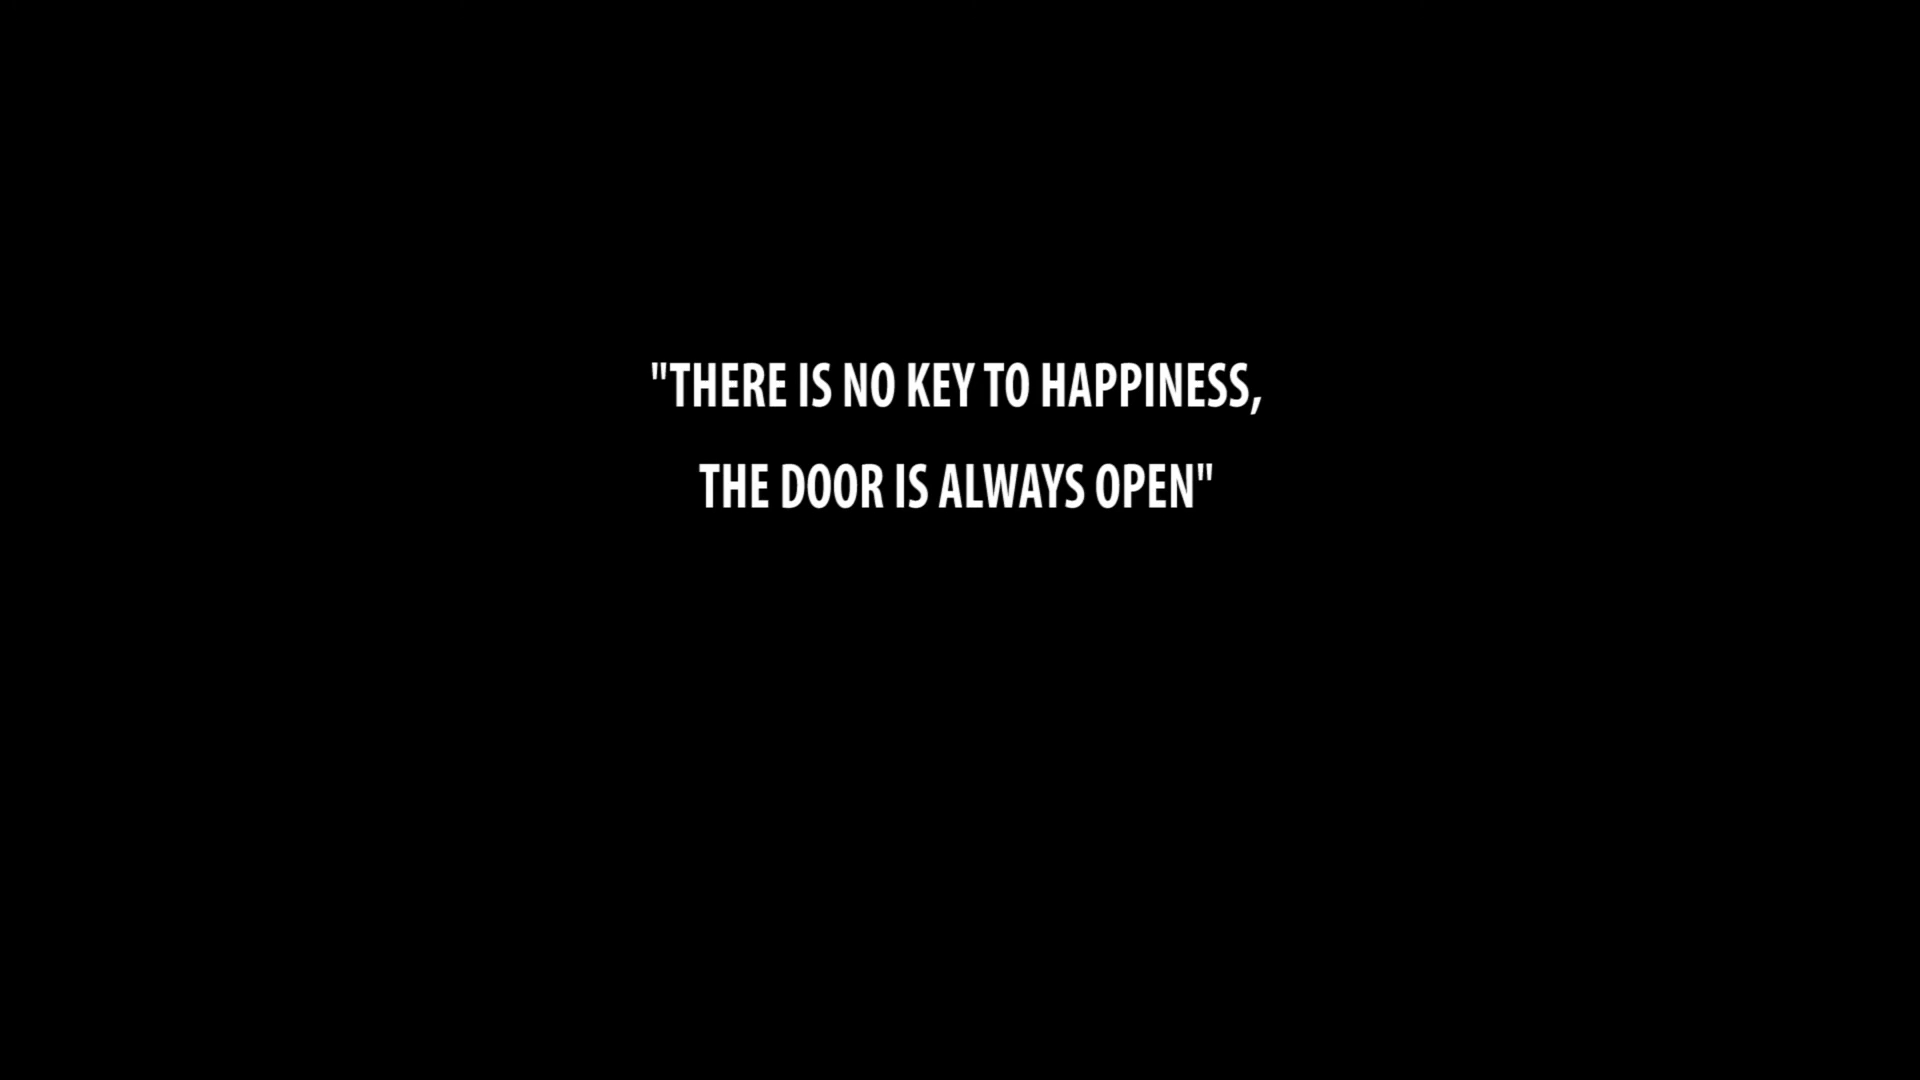 "THERE IS NO KEY TO HAPPINESS,
THE DOOR IS ALWAYS OPEN"